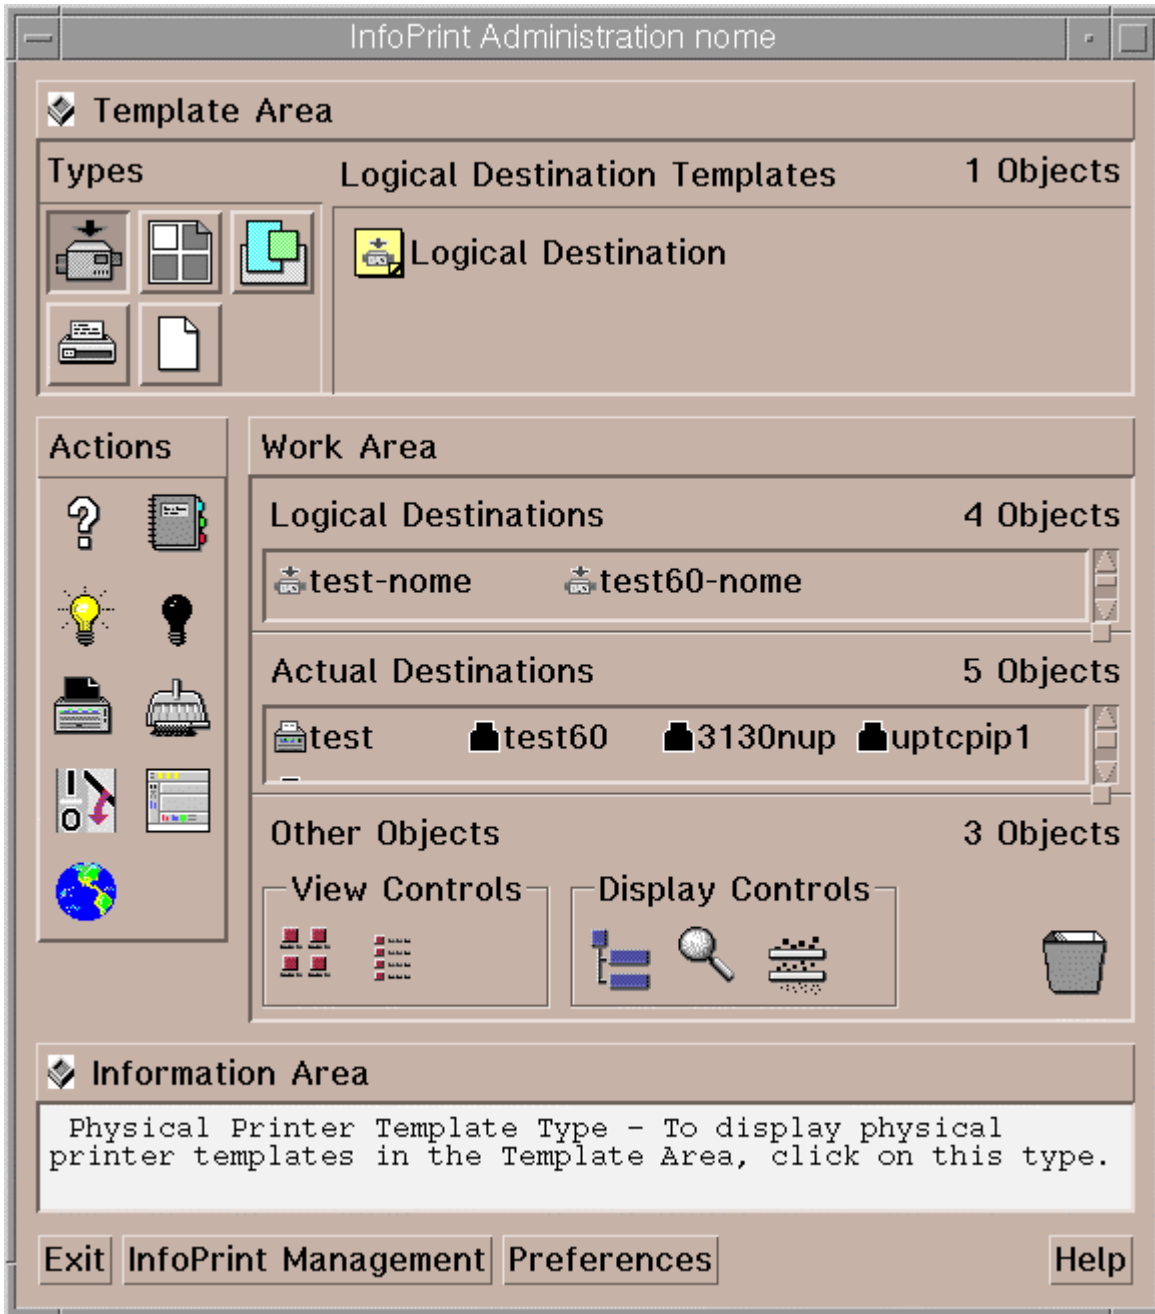 InfoPrint Administration nome
Template Area
Types
Logical Destination Templates
1 Objects
Logical Destination
Actions
Work Area
Logical Destinations
4 Objects
test-nome
test60-nome
Actual Destinations
5 Objects
test
test60
3130nup
uptcpip1
Other Objects
3 Objects
View Controls
Display Controls
Information Area
Physical Printer Template Type - To display physical
printer templates in the Template Area, click on this type.
Exit
InfoPrint Management
Preferences
Help